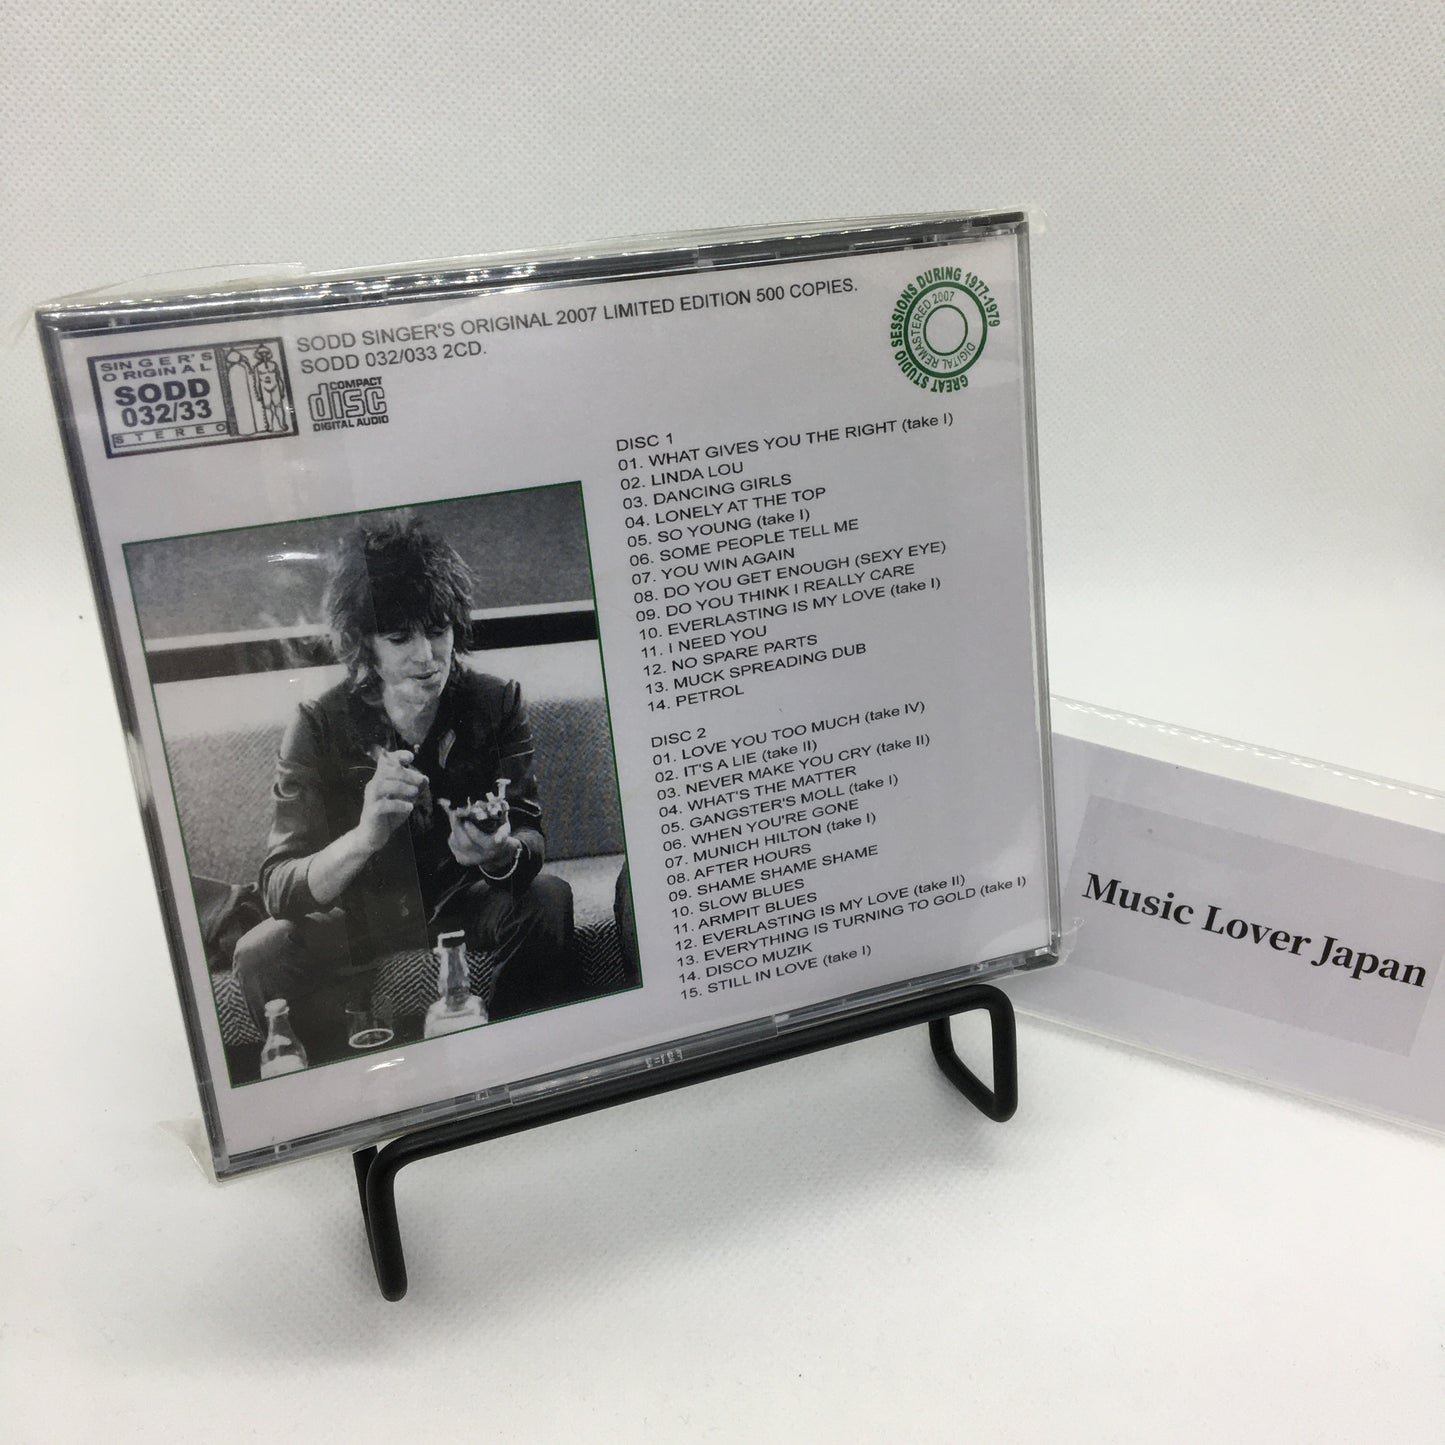 SINGER'S
ORIGINAL
SODD
032/33
STEREO
SODD SINGER'S ORIGINAL 2007 LIMITED EDITION 500 COPIES.
SODD 032/033 2CD.
COMPACT
disc
DIGITAL AUDIO
GREAT STUDIO SESSIONS DURING 1977-1979
DIGITAL REMASTERED 2007
DISC 1
01. WHAT GIVES YOU THE RIGHT (take I)
02. LINDA LOU
03. DANCING GIRLS
04. LONELY AT THE TOP
05. SO YOUNG (take I)
06. SOME PEOPLE TELL ME
07. YOU WIN AGAIN
08. DO YOU GET ENOUGH (SEXY EYE)
09. DO YOU THINK I REALLY CARE
10. EVERLASTING IS MY LOVE (take I)
11. I NEED YOU
12. NO SPARE PARTS
13. MUCK SPREADING DUB
14. PETROL
DISC 2
01. LOVE YOU TOO MUCH (take IV)
02. IT'S A LIE (take II)
03. NEVER MAKE YOU CRY (take II)
04. WHAT'S THE MATTER
05. GANGSTER'S MOLL (take I)
06. WHEN YOU'RE GONE
07. MUNICH HILTON (take I)
08. AFTER HOURS
09. SHAME SHAME SHAME
10. SLOW BLUES
11. ARMPIT BLUES
12. EVERLASTING IS MY LOVE (take II)
13. EVERYTHING IS TURNING TO GOLD (take I)
14. DISCO MUZIK
15. STILL IN LOVE (take I)
Music Lover Japan